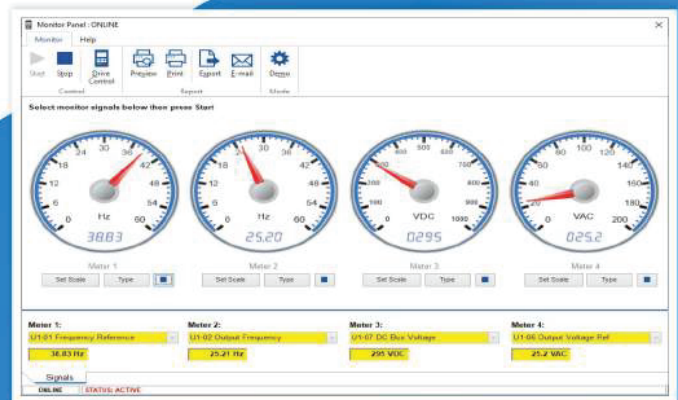 Monitor Panel : ONLINE
Monitor Help
Start Stop Drive Control Preview Print Export E-mail Demo
Control Report Mode
Select monitor signals below then press Start
0 6 12 18 24 30 36 42 48 54 60
Hz
38.83
0 6 12 18 24 30 36 42 48 54 60
Hz
25.20
0 100 200 300 400 500 600 700 800 900 1000
VDC
0295
0 20 40 60 80 100 120 140 160 180 200
VAC
025.2
Meter 1 Meter 2 Meter 3 Meter 4
Set Scale Type Set Scale Type Set Scale Type Set Scale Type
Meter 1: Meter 2: Meter 3: Meter 4:
U1-01 Frequency Reference U1-02 Output Frequency U1-07 DC Bus Voltage U1-06 Output Voltage Ref
38.83 Hz 25.21 Hz 295 VDC 25.2 VAC
Signals
ONLINE STATUS: ACTIVE